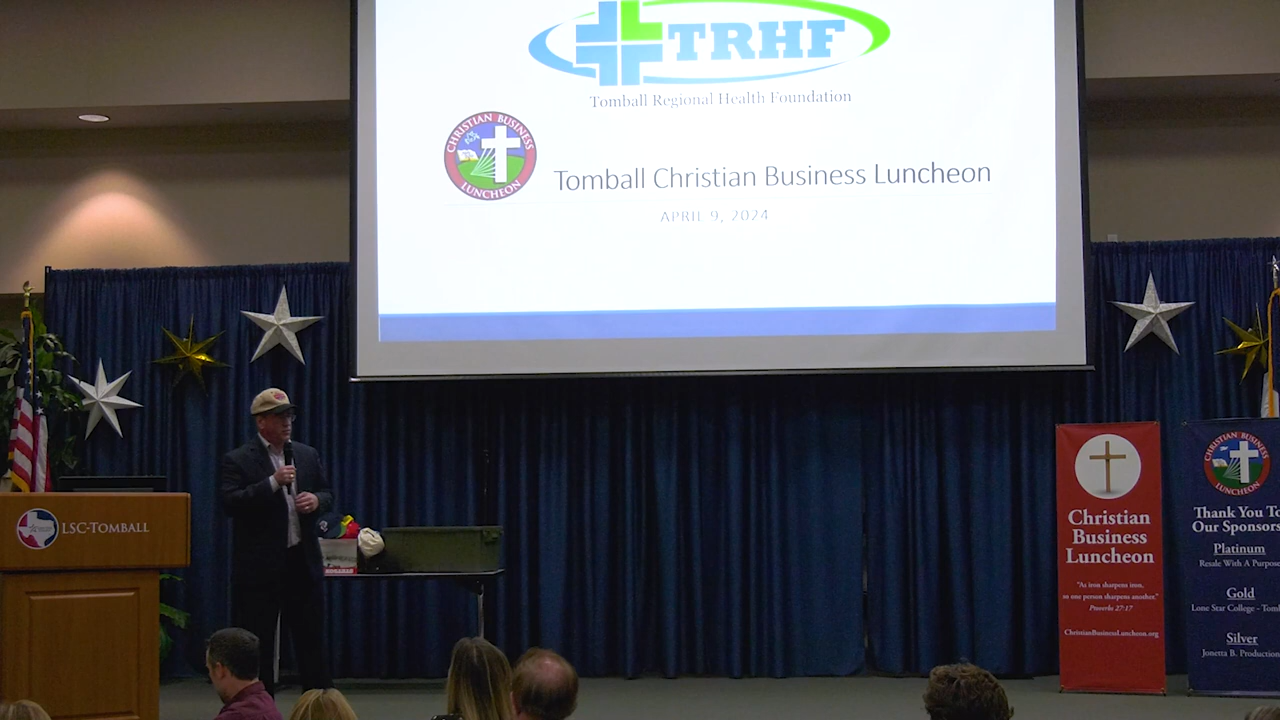 TRHF
Tomball Regional Health Foundation
CHRISTIAN BUSINESS
LUNCHEON
Tomball Christian Business Luncheon
APRIL 9, 2024
LSC-TOMBALL
Christian
Business
Luncheon
"As iron sharpens iron,
so one person sharpens another."
Proverbs 27:17
ChristianBusinessLuncheon.org
CHRISTIAN BUSINESS
LUNCHEON
Thank You To
Our Sponsors
Platinum
Resale With A Purpose
Gold
Lone Star College - Tomb
Silver
Jonetta B. Production